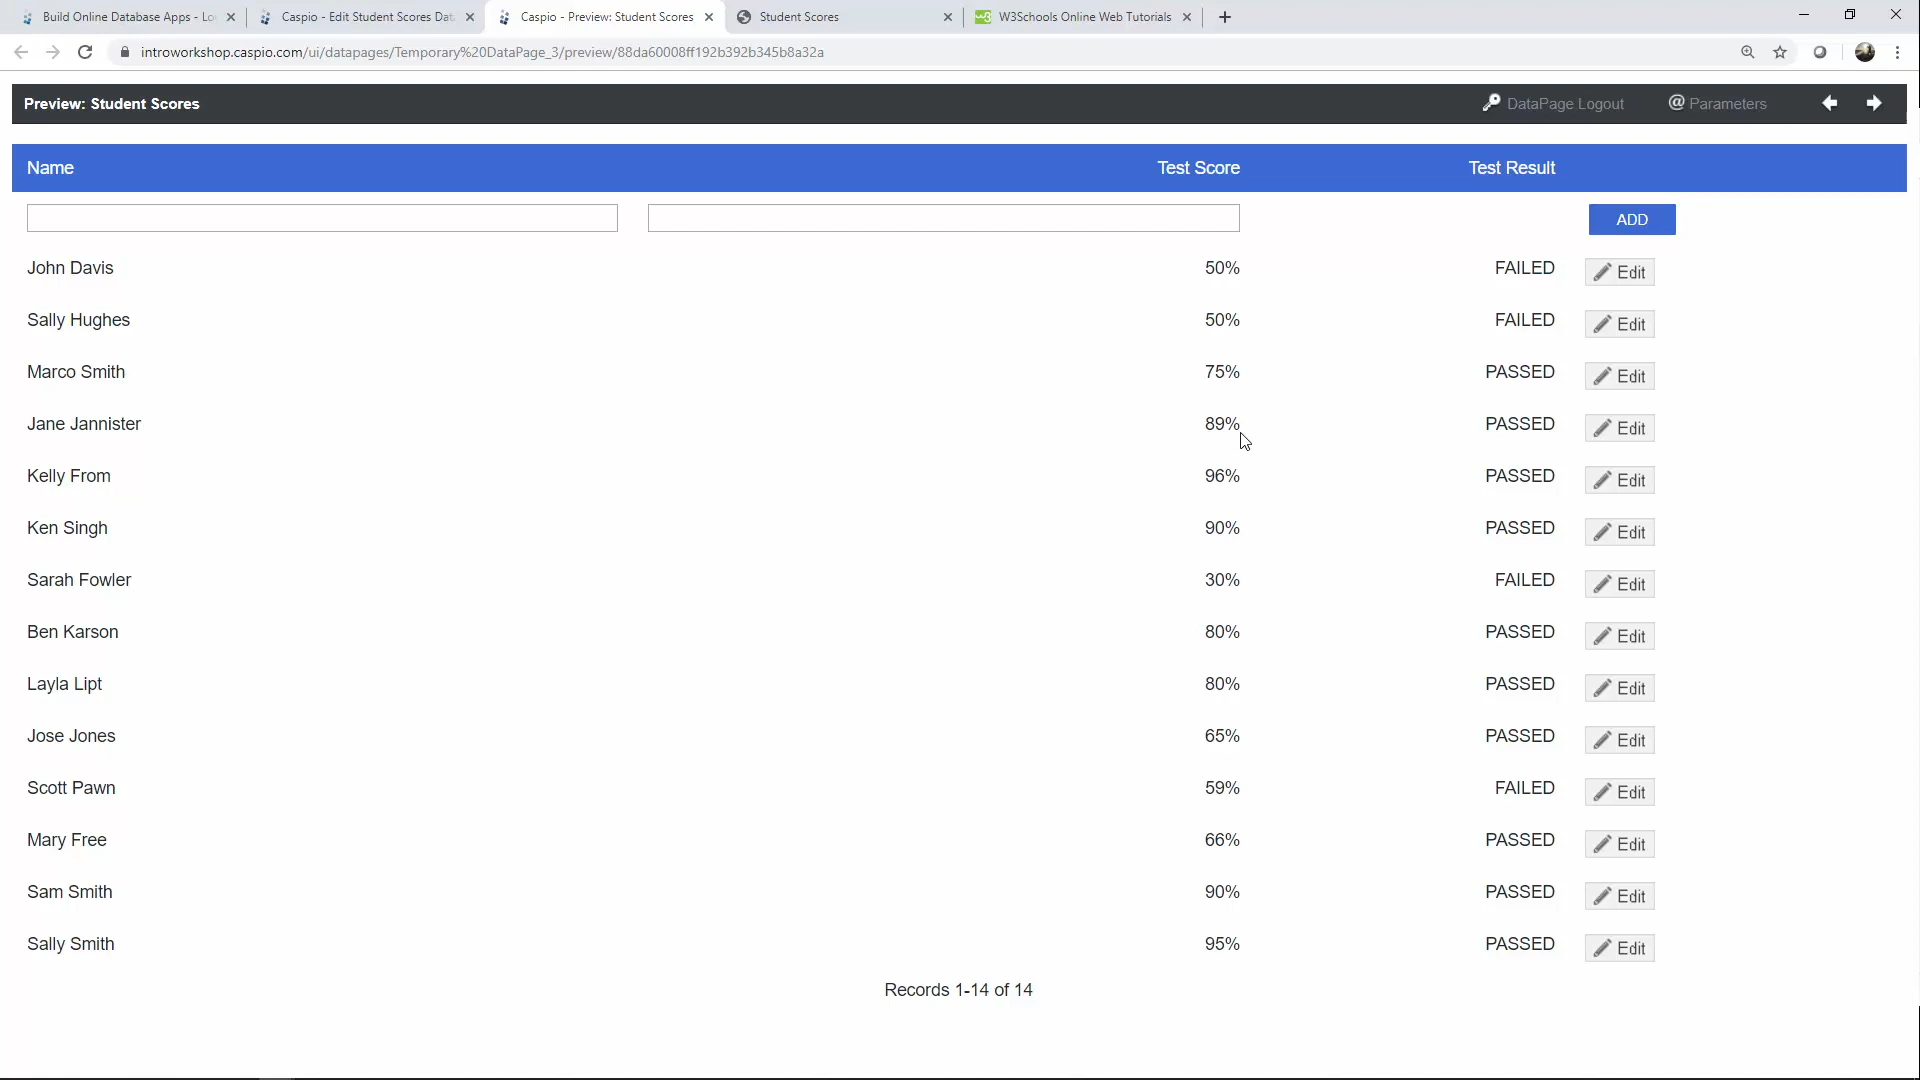 Build Online Database Apps - Lo
Caspio - Edit Student Scores Dat
Caspio - Preview: Student Scores
Student Scores
W3Schools Online Web Tutorials
introworkshop.caspio.com/ui/datapages/Temporary%20DataPage_3/preview/88da60008ff192b392b345b8a32a
Preview: Student Scores
DataPage Logout
@ Parameters
Name Test Score Test Result
ADD
John Davis 50% FAILED Edit
Sally Hughes 50% FAILED Edit
Marco Smith 75% PASSED Edit
Jane Jannister 89% PASSED Edit
Kelly From 96% PASSED Edit
Ken Singh 90% PASSED Edit
Sarah Fowler 30% FAILED Edit
Ben Karson 80% PASSED Edit
Layla Lipt 80% PASSED Edit
Jose Jones 65% PASSED Edit
Scott Pawn 59% FAILED Edit
Mary Free 66% PASSED Edit
Sam Smith 90% PASSED Edit
Sally Smith 95% PASSED Edit
Records 1-14 of 14